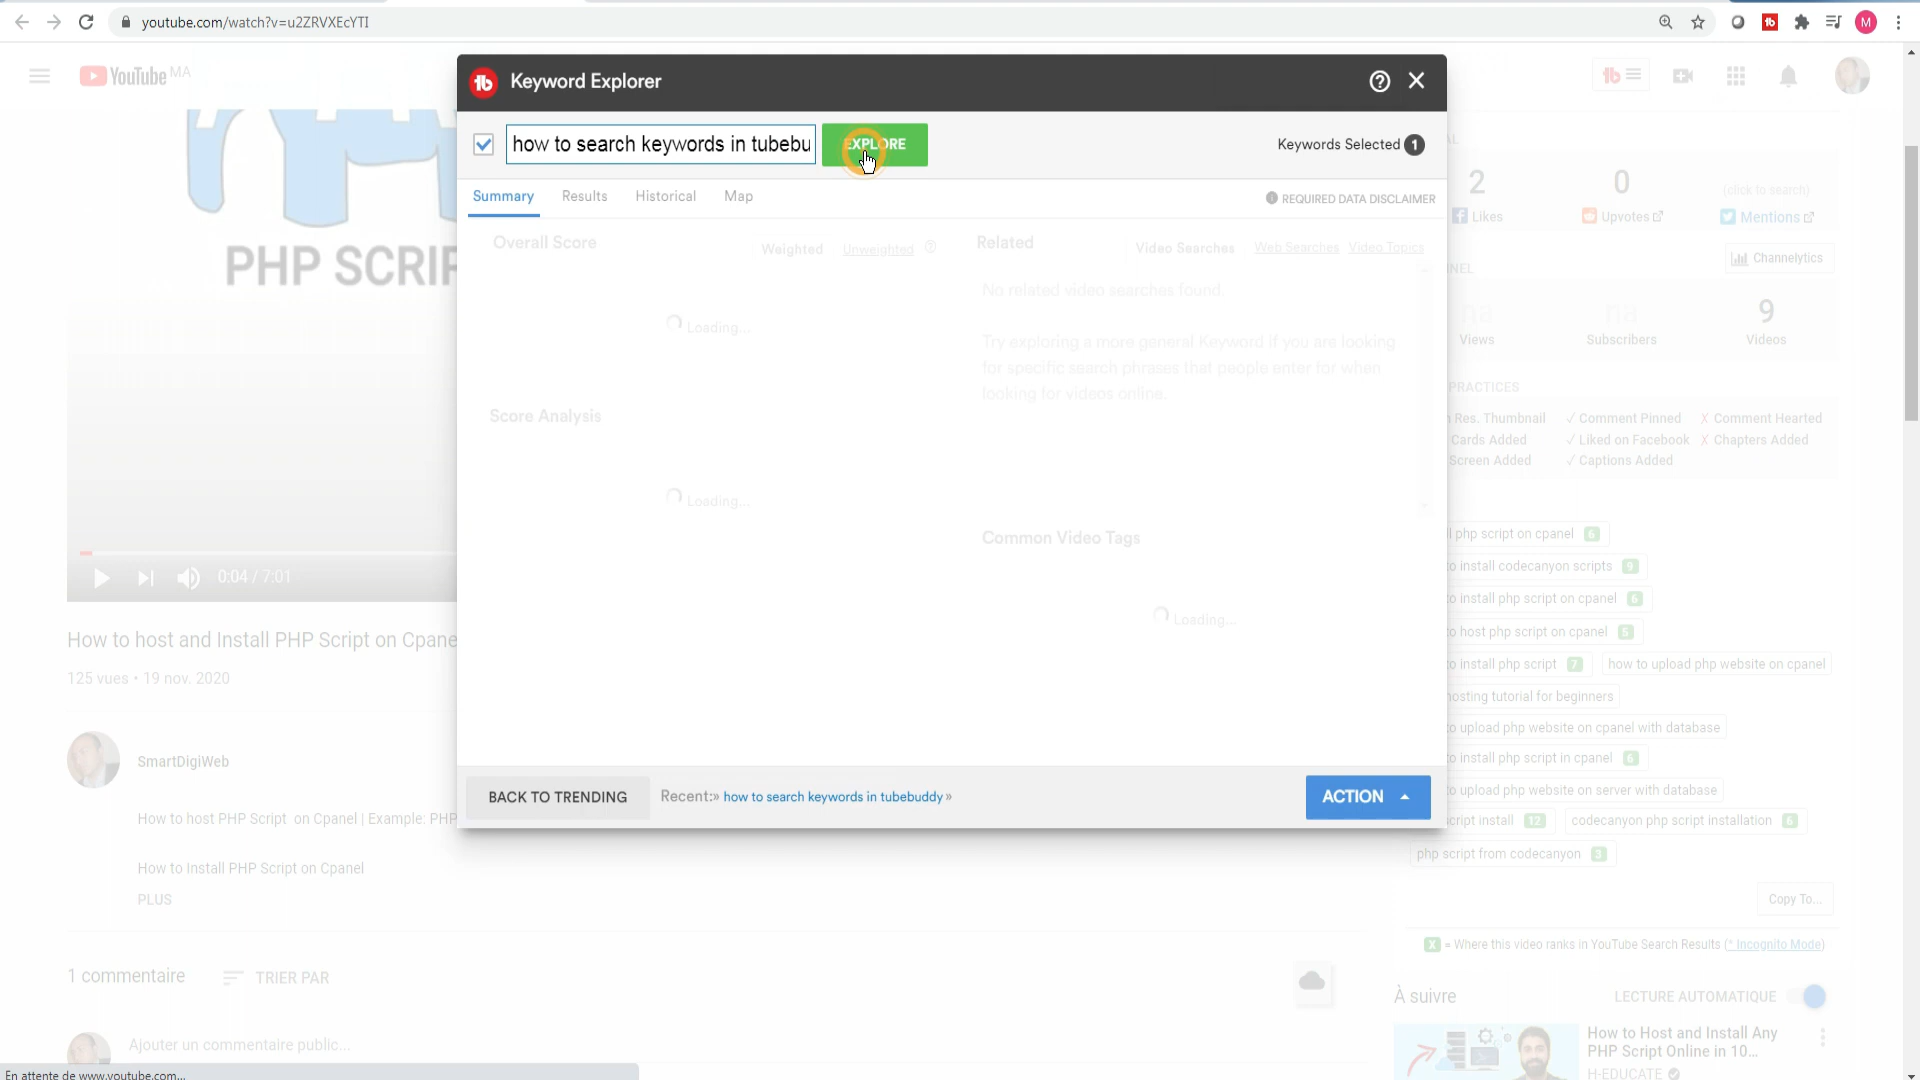 youtube.com/watch?v=u2ZRVXEcYTI
M
YouTube MA
Keyword Explorer
how to search keywords in tubebu
EXPLORE
Keywords Selected 1
Summary
Results
Historical
Map
REQUIRED DATA DISCLAIMER
Overall Score
Weighted
Unweighted
Related
Video Searches
Web Searches
Video Topics
No related video searches found.
Try exploring a more general Keyword if you are looking
for specific search phrases that people enter for when
looking for videos online.
Loading...
Score Analysis
Loading...
Common Video Tags
Loading...
BACK TO TRENDING
Recent:» how to search keywords in tubebuddy »
ACTION
PHP SCRIP
0:04 / 7:01
How to host and Install PHP Script on Cpane
125 vues • 19 nov. 2020
SmartDigiWeb
How to host PHP Script on Cpanel | Example: PHP
How to Install PHP Script on Cpanel
PLUS
1 commentaire
TRIER PAR
Ajouter un commentaire public...
En attente de www.youtube.com...
2
0
(click to search)
Likes
Upvotes
Mentions
Channelytics
na
na
9
Views
Subscribers
Videos
PRACTICES
Res. Thumbnail
✓ Comment Pinned
X Comment Hearted
Cards Added
✓ Liked on Facebook
X Chapters Added
Screen Added
✓ Captions Added
php script on cpanel 6
to install codecanyon scripts 9
to install php script on cpanel 6
to host php script on cpanel 5
to install php script 7
how to upload php website on cpanel
hosting tutorial for beginners
to upload php website on cpanel with database
to install php script in cpanel 6
to upload php website on server with database
script install 12
codecanyon php script installation 6
php script from codecanyon 3
Copy To...
X = Where this video ranks in YouTube Search Results (* Incognito Mode)
À suivre
LECTURE AUTOMATIQUE
How to Host and Install Any
PHP Script Online in 10...
H-EDUCATE